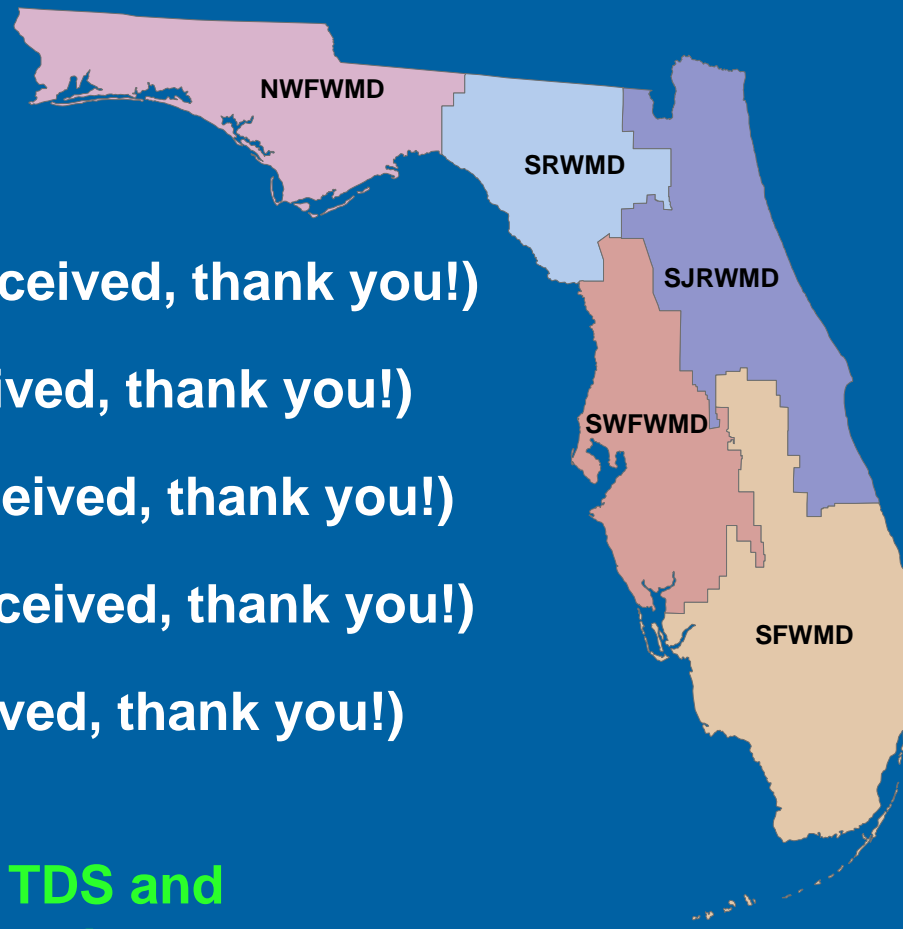 NWFWMD
SRWMD
ceived, thank you!)
SJRWMD
ived, thank you!)
SWFWMD
eived, thank you!)
ceived, thank you!)
SFWMD
ved, thank you!)
TDS and